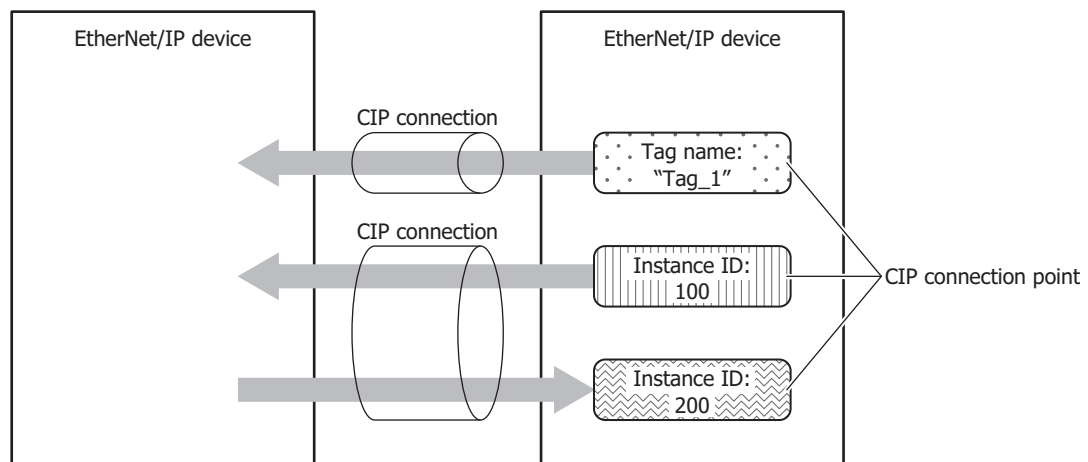 EtherNet/IP device
EtherNet/IP device
CIP connection
Tag name:
“Tag_1”
CIP connection
Instance ID:
100
CIP connection point
Instance ID:
200